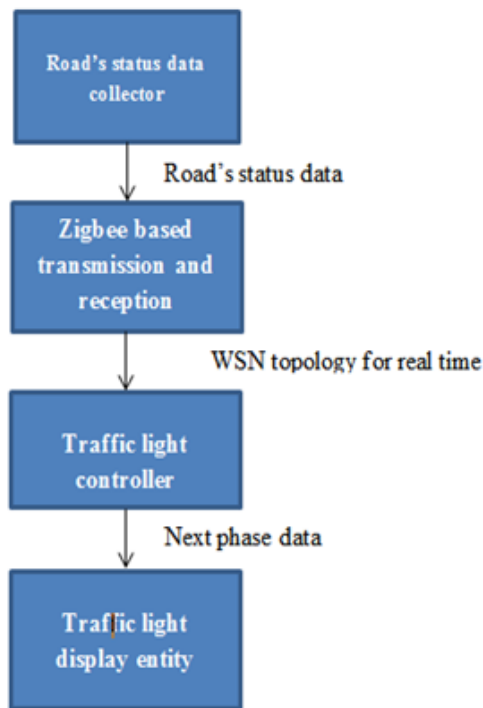 Road's status data
collector
Road's status data
Zigbee based
transmission and
reception
WSN topology for real time
Traffic light
controller
Next phase data
Traffic light
display entity